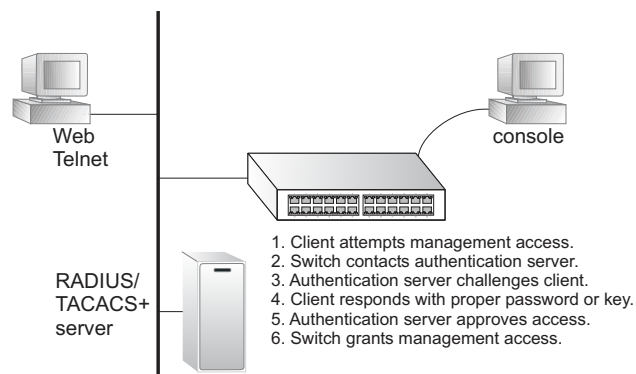 Web
Telnet
console
RADIUS/
TACACS+
server
1. Client attempts management access.
2. Switch contacts authentication server.
3. Authentication server challenges client.
4. Client responds with proper password or key.
5. Authentication server approves access.
6. Switch grants management access.